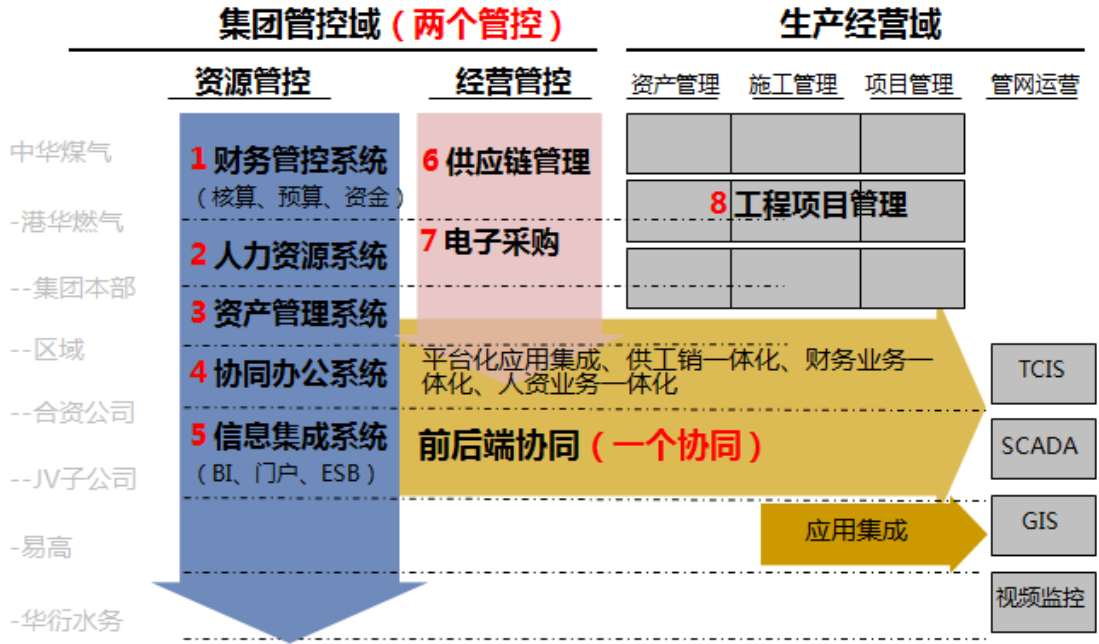 集团管控域（两个管控）
生产经营域
资源管控
经营管控
资产管理
施工管理
项目管理
管网运营
中华煤气
-港华燃气
--集团本部
--区域
--合资公司
--JV子公司
-易高
-华衍水务
1 财务管控系统
（核算、预算、资金）
2 人力资源系统
3 资产管理系统
4 协同办公系统
5 信息集成系统
（BI、门户、ESB）
6 供应链管理
7 电子采购
8 工程项目管理
平台化应用集成、供工销一体化、财务业务一
体化、人资业务一体化
前后端协同（一个协同）
应用集成
TCIS
SCADA
GIS
视频监控